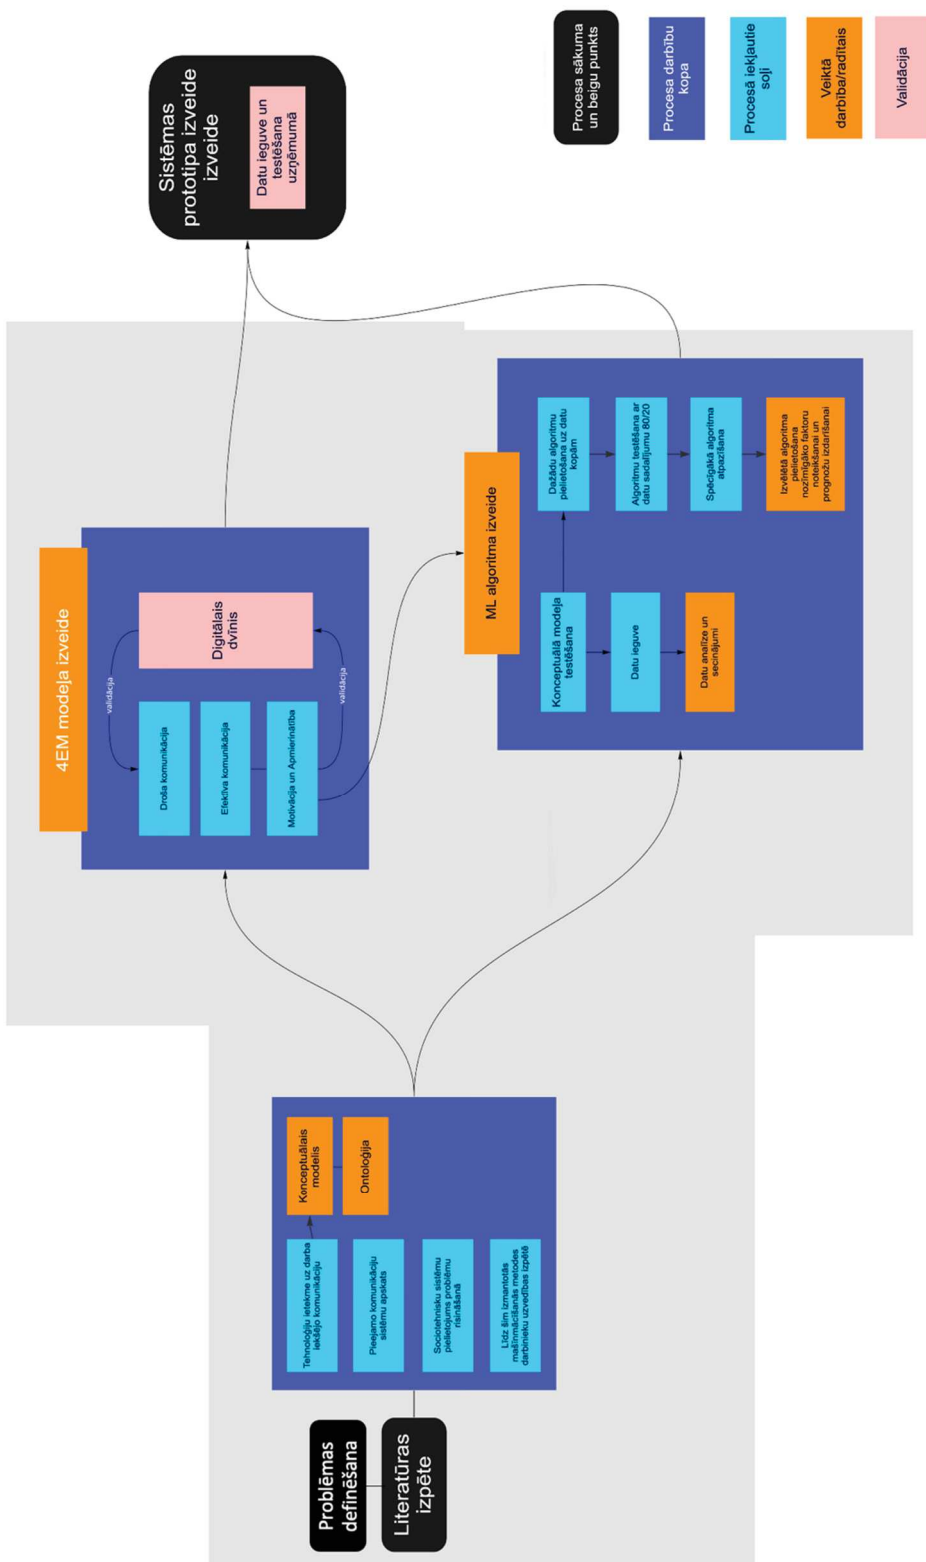 Problēmas
definēšana
Literatūras
izpēte
Tehnoloģiju ietekme uz darba
iekšējo komunikāciju
Pieejamo komunikāciju
sistēmu apskats
Sociotehnisku sistēmu
pielietojums problēmu
risināšanā
Līdz šim izmantotās
mašīnmācīšanās metodes
darbinieku uzvedības izpētē
Konceptuālais
modelis
Ontoloģija
4EM modeļa izveide
validācija
Droša komunikācija
Efektīva komunikācija
Motivācija un Apmierinātība
Digitālais
dvīnis
validācija
ML algoritma izveide
Konceptuālā modeļa
testēšana
Datu ieguve
Datu analīze un
secinājumi
Dažādu algoritmu
pielietošana uz datu
kopām
Algoritmu testēšana ar
datu sadalījumu 80/20
Spēcīgākā algoritma
atpazīšana
Izvēlētā algoritma
pielietošana
nozīmīgāko faktoru
noteikšanai un
prognožu izdarīšanai
Sistēmas
prototipa izveide
izveide
Datu ieguve un
testēšana
uzņēmumā
Procesa sākuma
un beigu punkts
Procesa darbību
kopa
Procesā iekļautie
soļi
Veiktā
darbība/radītais
Validācija